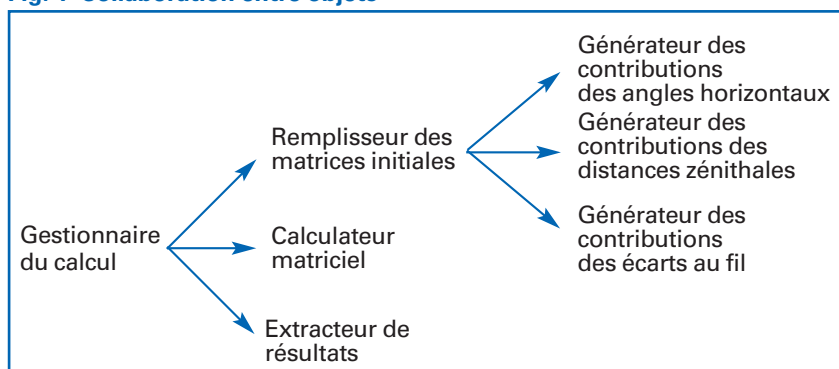 Générateur des
contributions
des angles horizontaux
Remplisseur des
matrices initiales
Générateur des
contributions des
distances zénithales
Gestionnaire
du calcul
Calculateur
matriciel
Générateur des
contributions
des écarts au fil
Extracteur de
résultats